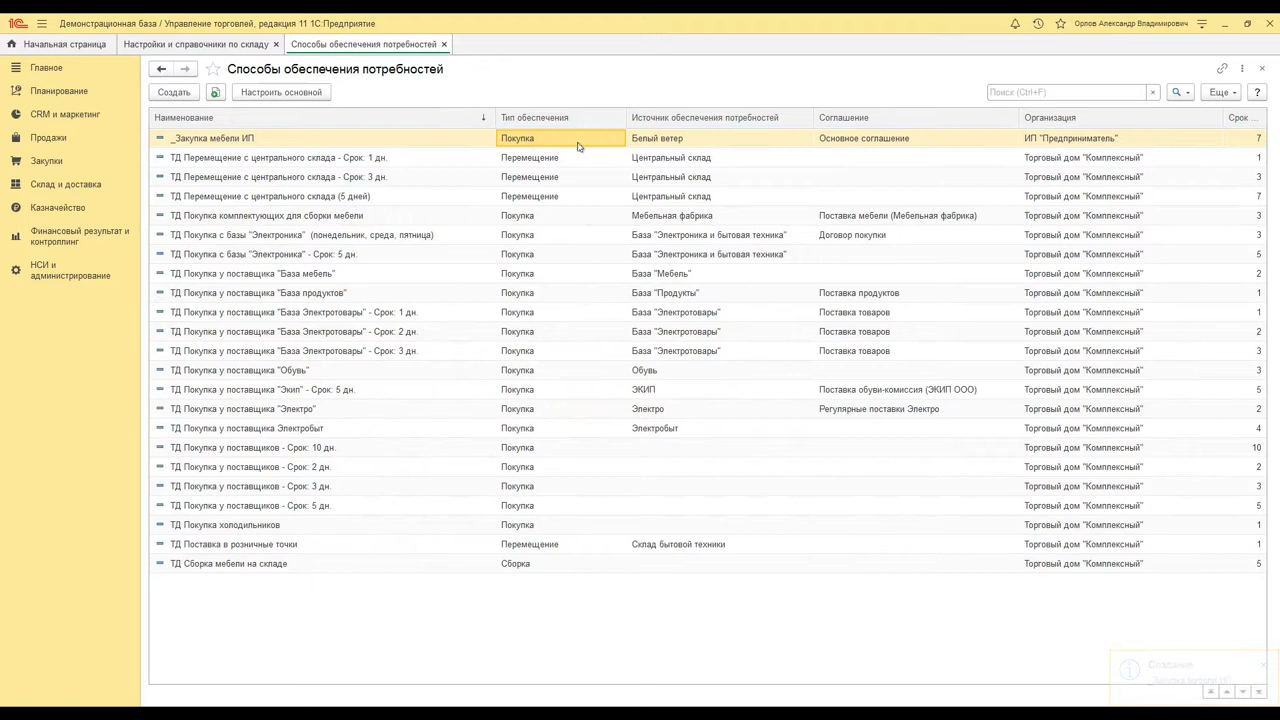 1С Демонстрационная база / Управление торговлей, редакция 11 1С:Предприятие Орлов Александр Владимирович
Начальная страница Настройки и справочники по складу × Способы обеспечения потребностей ×
Главное
Планирование
CRM и маркетинг
Продажи
Закупки
Склад и доставка
Казначейство
Финансовый результат и
контроллинг
НСИ и
администрирование
Способы обеспечения потребностей
Создать Настроить основной Поиск (Ctrl+F) × Еще ?
Наименование Тип обеспечения Источник обеспечения потребностей Соглашение Организация Срок ...
_Закупка мебели ИП Покупка Белый ветер Основное соглашение ИП "Предприниматель" 7
ТД Перемещение с центрального склада - Срок: 1 дн. Перемещение Центральный склад Торговый дом "Комплексный" 1
ТД Перемещение с центрального склада - Срок: 3 дн. Перемещение Центральный склад Торговый дом "Комплексный" 3
ТД Перемещение с центрального склада (5 дней) Перемещение Центральный склад Торговый дом "Комплексный" 7
ТД Покупка комплектующих для сборки мебели Покупка Мебельная фабрика Поставка мебели (Мебельная фабрика) Торговый дом "Комплексный" 3
ТД Покупка с базы "Электроника" (понедельник, среда, пятница) Покупка База "Электроника и бытовая техника" Договор покупки Торговый дом "Комплексный" 3
ТД Покупка с базы "Электроника" - Срок: 5 дн. Покупка База "Электроника и бытовая техника" Торговый дом "Комплексный" 5
ТД Покупка у поставщика "База мебель" Покупка База "Мебель" Торговый дом "Комплексный" 2
ТД Покупка у поставщика "База продуктов" Покупка База "Продукты" Поставка продуктов Торговый дом "Комплексный" 1
ТД Покупка у поставщика "База Электротовары" - Срок: 1 дн. Покупка База "Электротовары" Поставка товаров Торговый дом "Комплексный" 1
ТД Покупка у поставщика "База Электротовары" - Срок: 2 дн. Покупка База "Электротовары" Поставка товаров Торговый дом "Комплексный" 2
ТД Покупка у поставщика "База Электротовары" - Срок: 3 дн. Покупка База "Электротовары" Поставка товаров Торговый дом "Комплексный" 3
ТД Покупка у поставщика "Обувь" Покупка Обувь Торговый дом "Комплексный" 3
ТД Покупка у поставщика "Экип" - Срок: 5 дн. Покупка ЭКИП Поставка обуви-комиссия (ЭКИП ООО) Торговый дом "Комплексный" 5
ТД Покупка у поставщика "Электро" Покупка Электро Регулярные поставки Электро Торговый дом "Комплексный" 2
ТД Покупка у поставщика Электробыт Покупка Электробыт Торговый дом "Комплексный" 4
ТД Покупка у поставщиков - Срок: 10 дн. Покупка Торговый дом "Комплексный" 10
ТД Покупка у поставщиков - Срок: 2 дн. Покупка Торговый дом "Комплексный" 2
ТД Покупка у поставщиков - Срок: 3 дн. Покупка Торговый дом "Комплексный" 3
ТД Покупка у поставщиков - Срок: 5 дн. Покупка Торговый дом "Комплексный" 5
ТД Покупка холодильников Покупка Торговый дом "Комплексный" 1
ТД Поставка в розничные точки Перемещение Склад бытовой техники Торговый дом "Комплексный" 1
ТД Сборка мебели на складе Сборка Торговый дом "Комплексный" 5
Создание
_Закупка мебели ИП